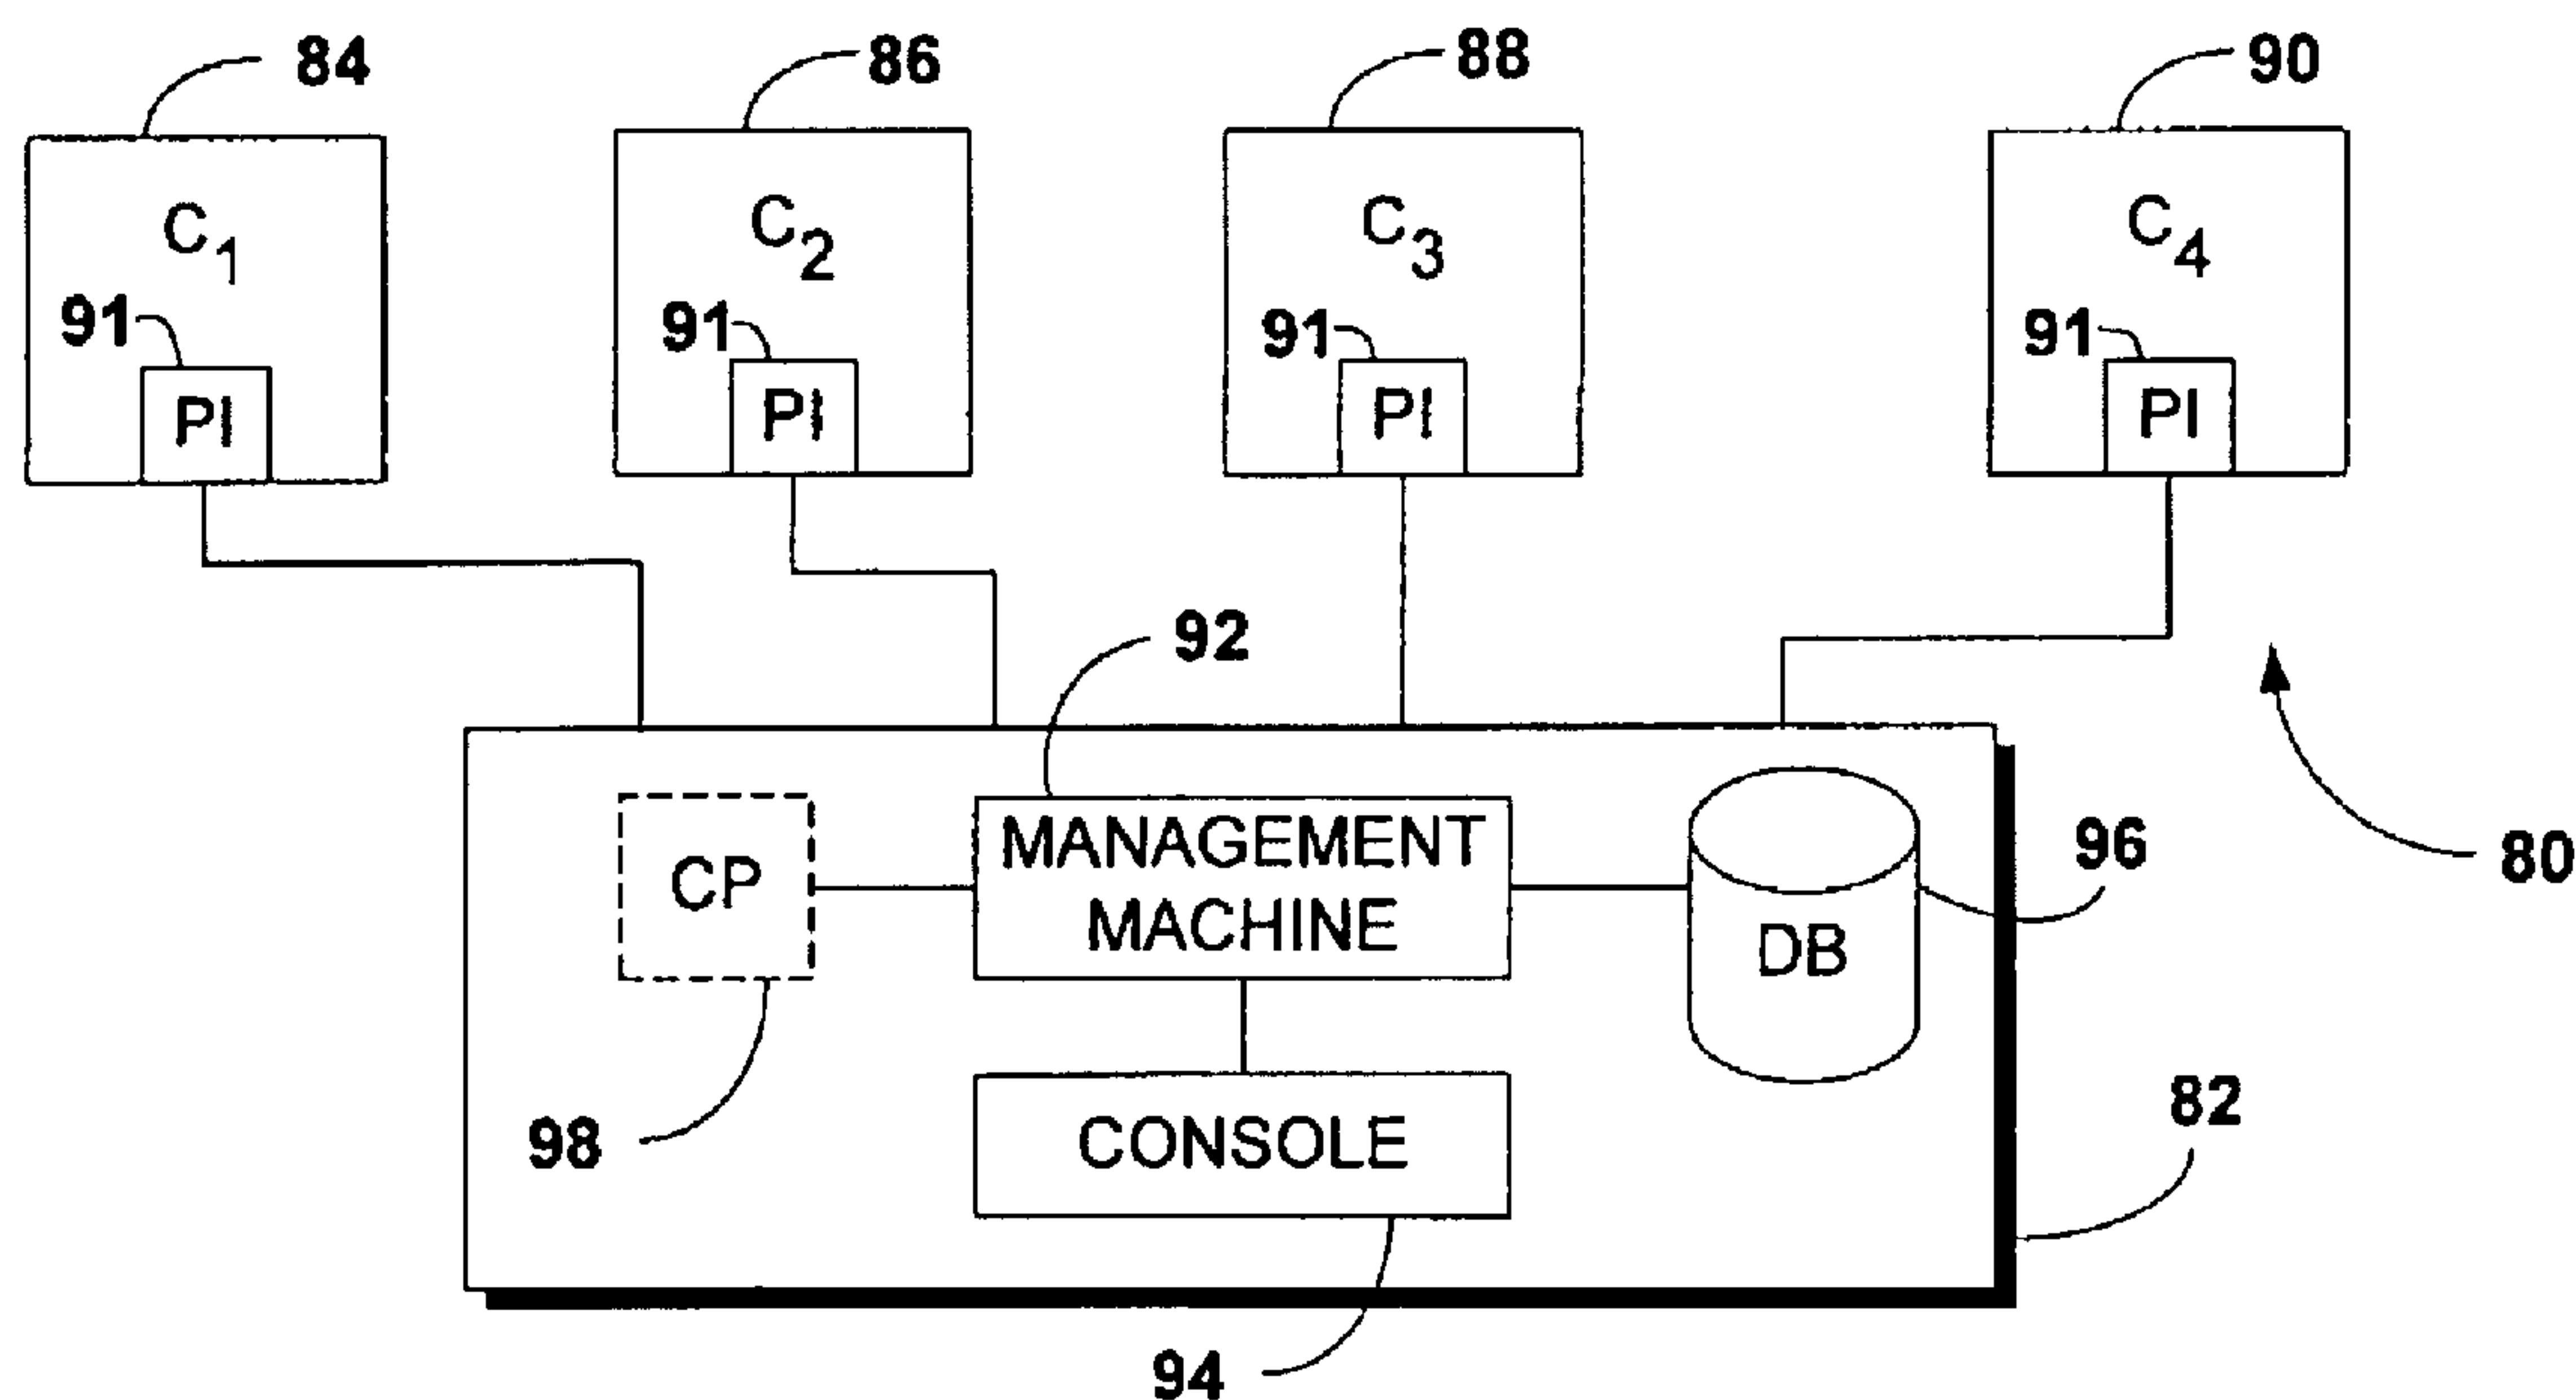 84
86
88
90
C1
C2
C3
C4
91
91
91
91
PI
PI
PI
PI
92
80
CP
MANAGEMENT
MACHINE
DB
96
98
CONSOLE
82
94